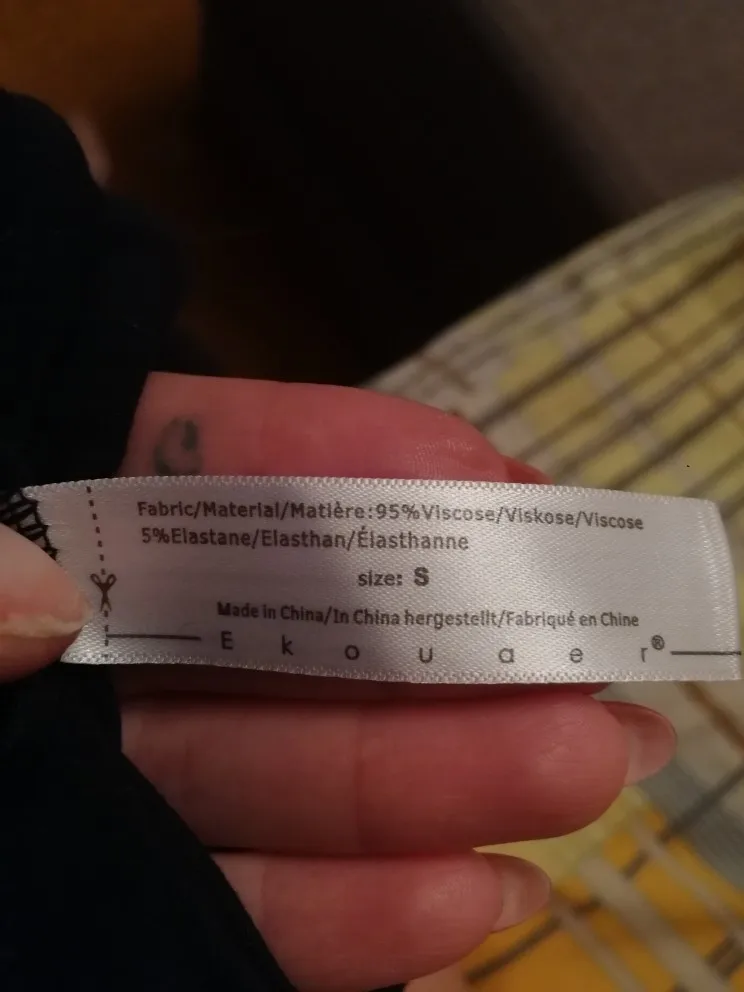 Fabric/Material/Matière:95%Viscose/Viskose/Viscose
5%Elastane/Elasthan/Élasthanne
size: S
Made in China/In China hergestellt/Fabriqué en Chine
Ekouaer®